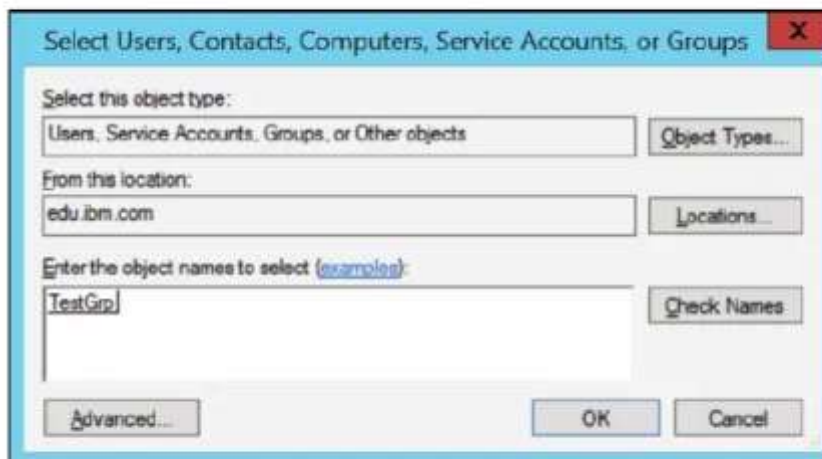 Select Users, Contacts, Computers, Service Accounts, or Groups
X
Select this object type:
Users, Service Accounts, Groups, or Other objects
Object Types...
From this location:
edu.ibm.com
Locations...
Enter the object names to select (examples):
TestGrp
Check Names
Advanced...
OK
Cancel